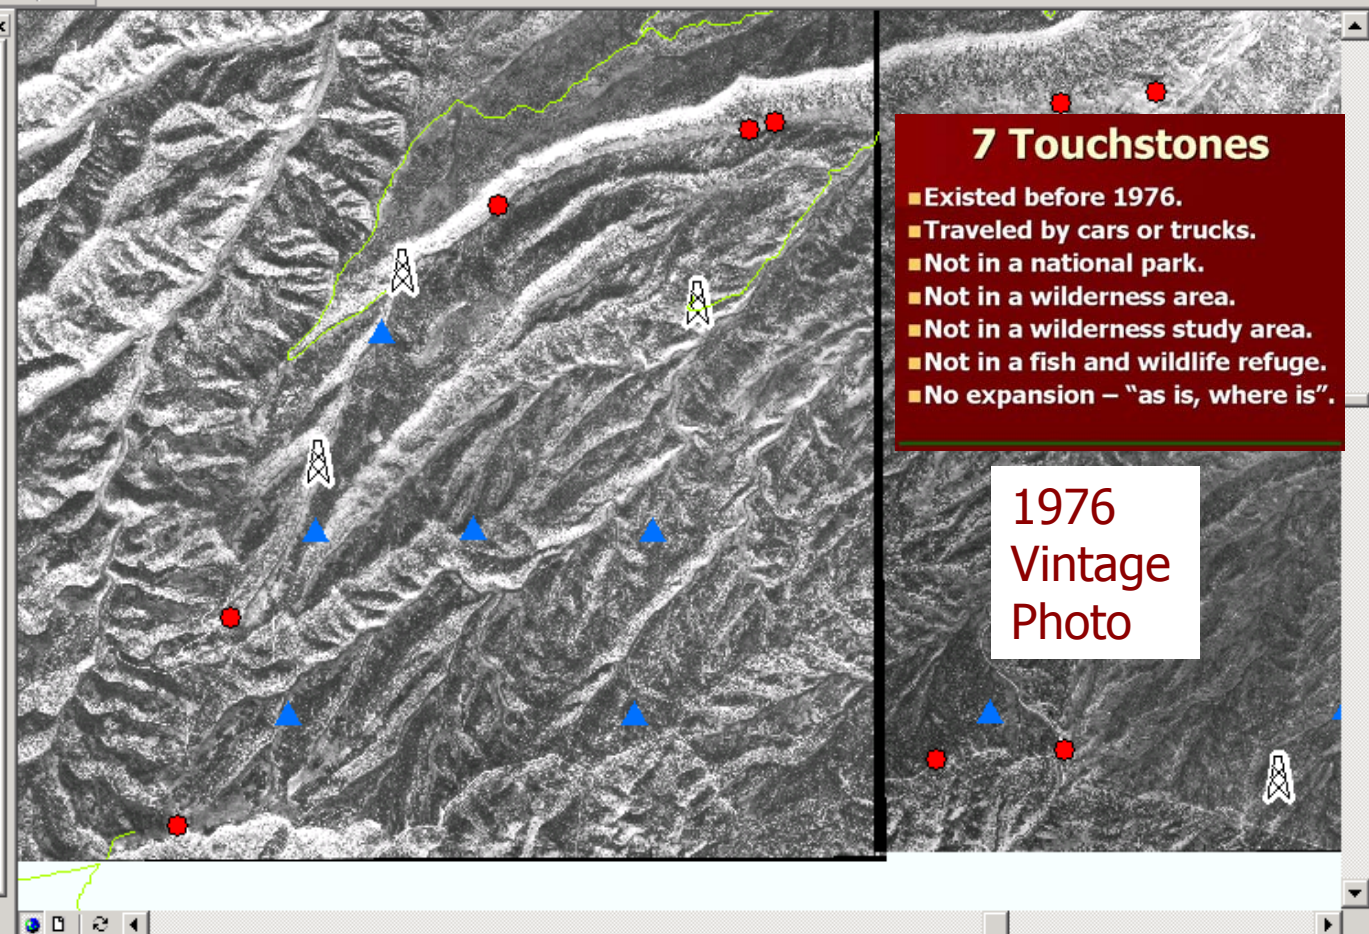 7 Touchstones
Existed before 1976.
Traveled by cars or trucks.
Not in a national park.
Not in a wilderness area.
Not in a wilderness study area.
Not in a fish and wildlife refuge.
No expansion – “as is, where is”.
1976
Vintage
Photo